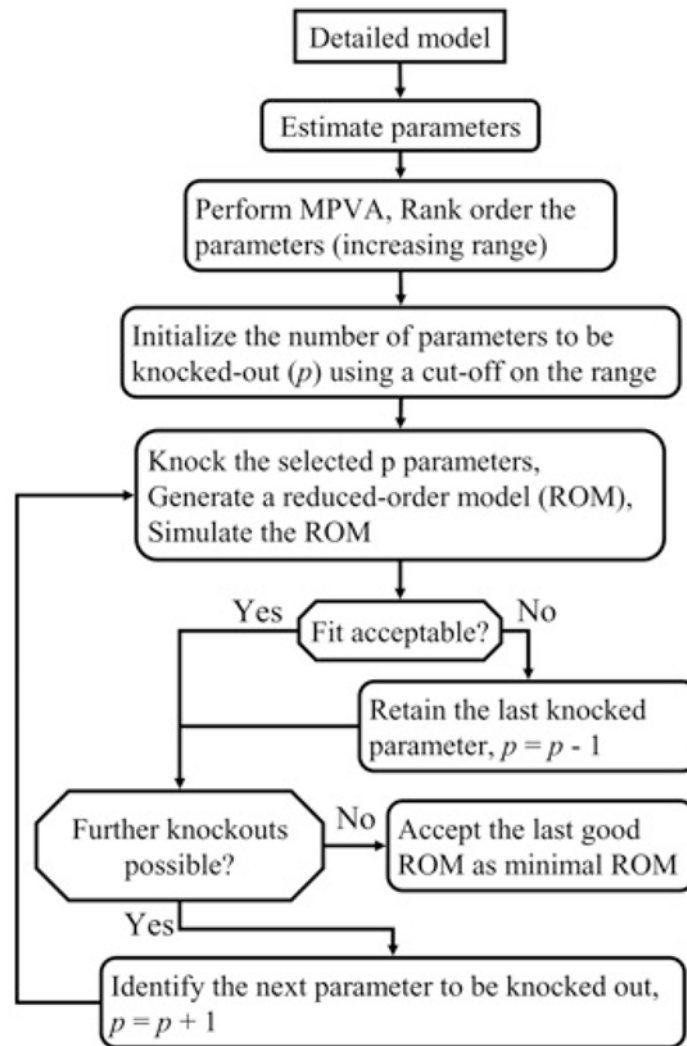 Detailed model
Estimate parameters
Perform MPVA, Rank order the
parameters (increasing range)
Initialize the number of parameters to be
knocked-out (p) using a cut-off on the range
Knock the selected p parameters,
Generate a reduced-order model (ROM),
Simulate the ROM
Yes
No
Fit acceptable?
Retain the last knocked
parameter, p = p - 1
Further knockouts
possible?
No
Accept the last good
ROM as minimal ROM
Yes
Identify the next parameter to be knocked out,
p = p + 1